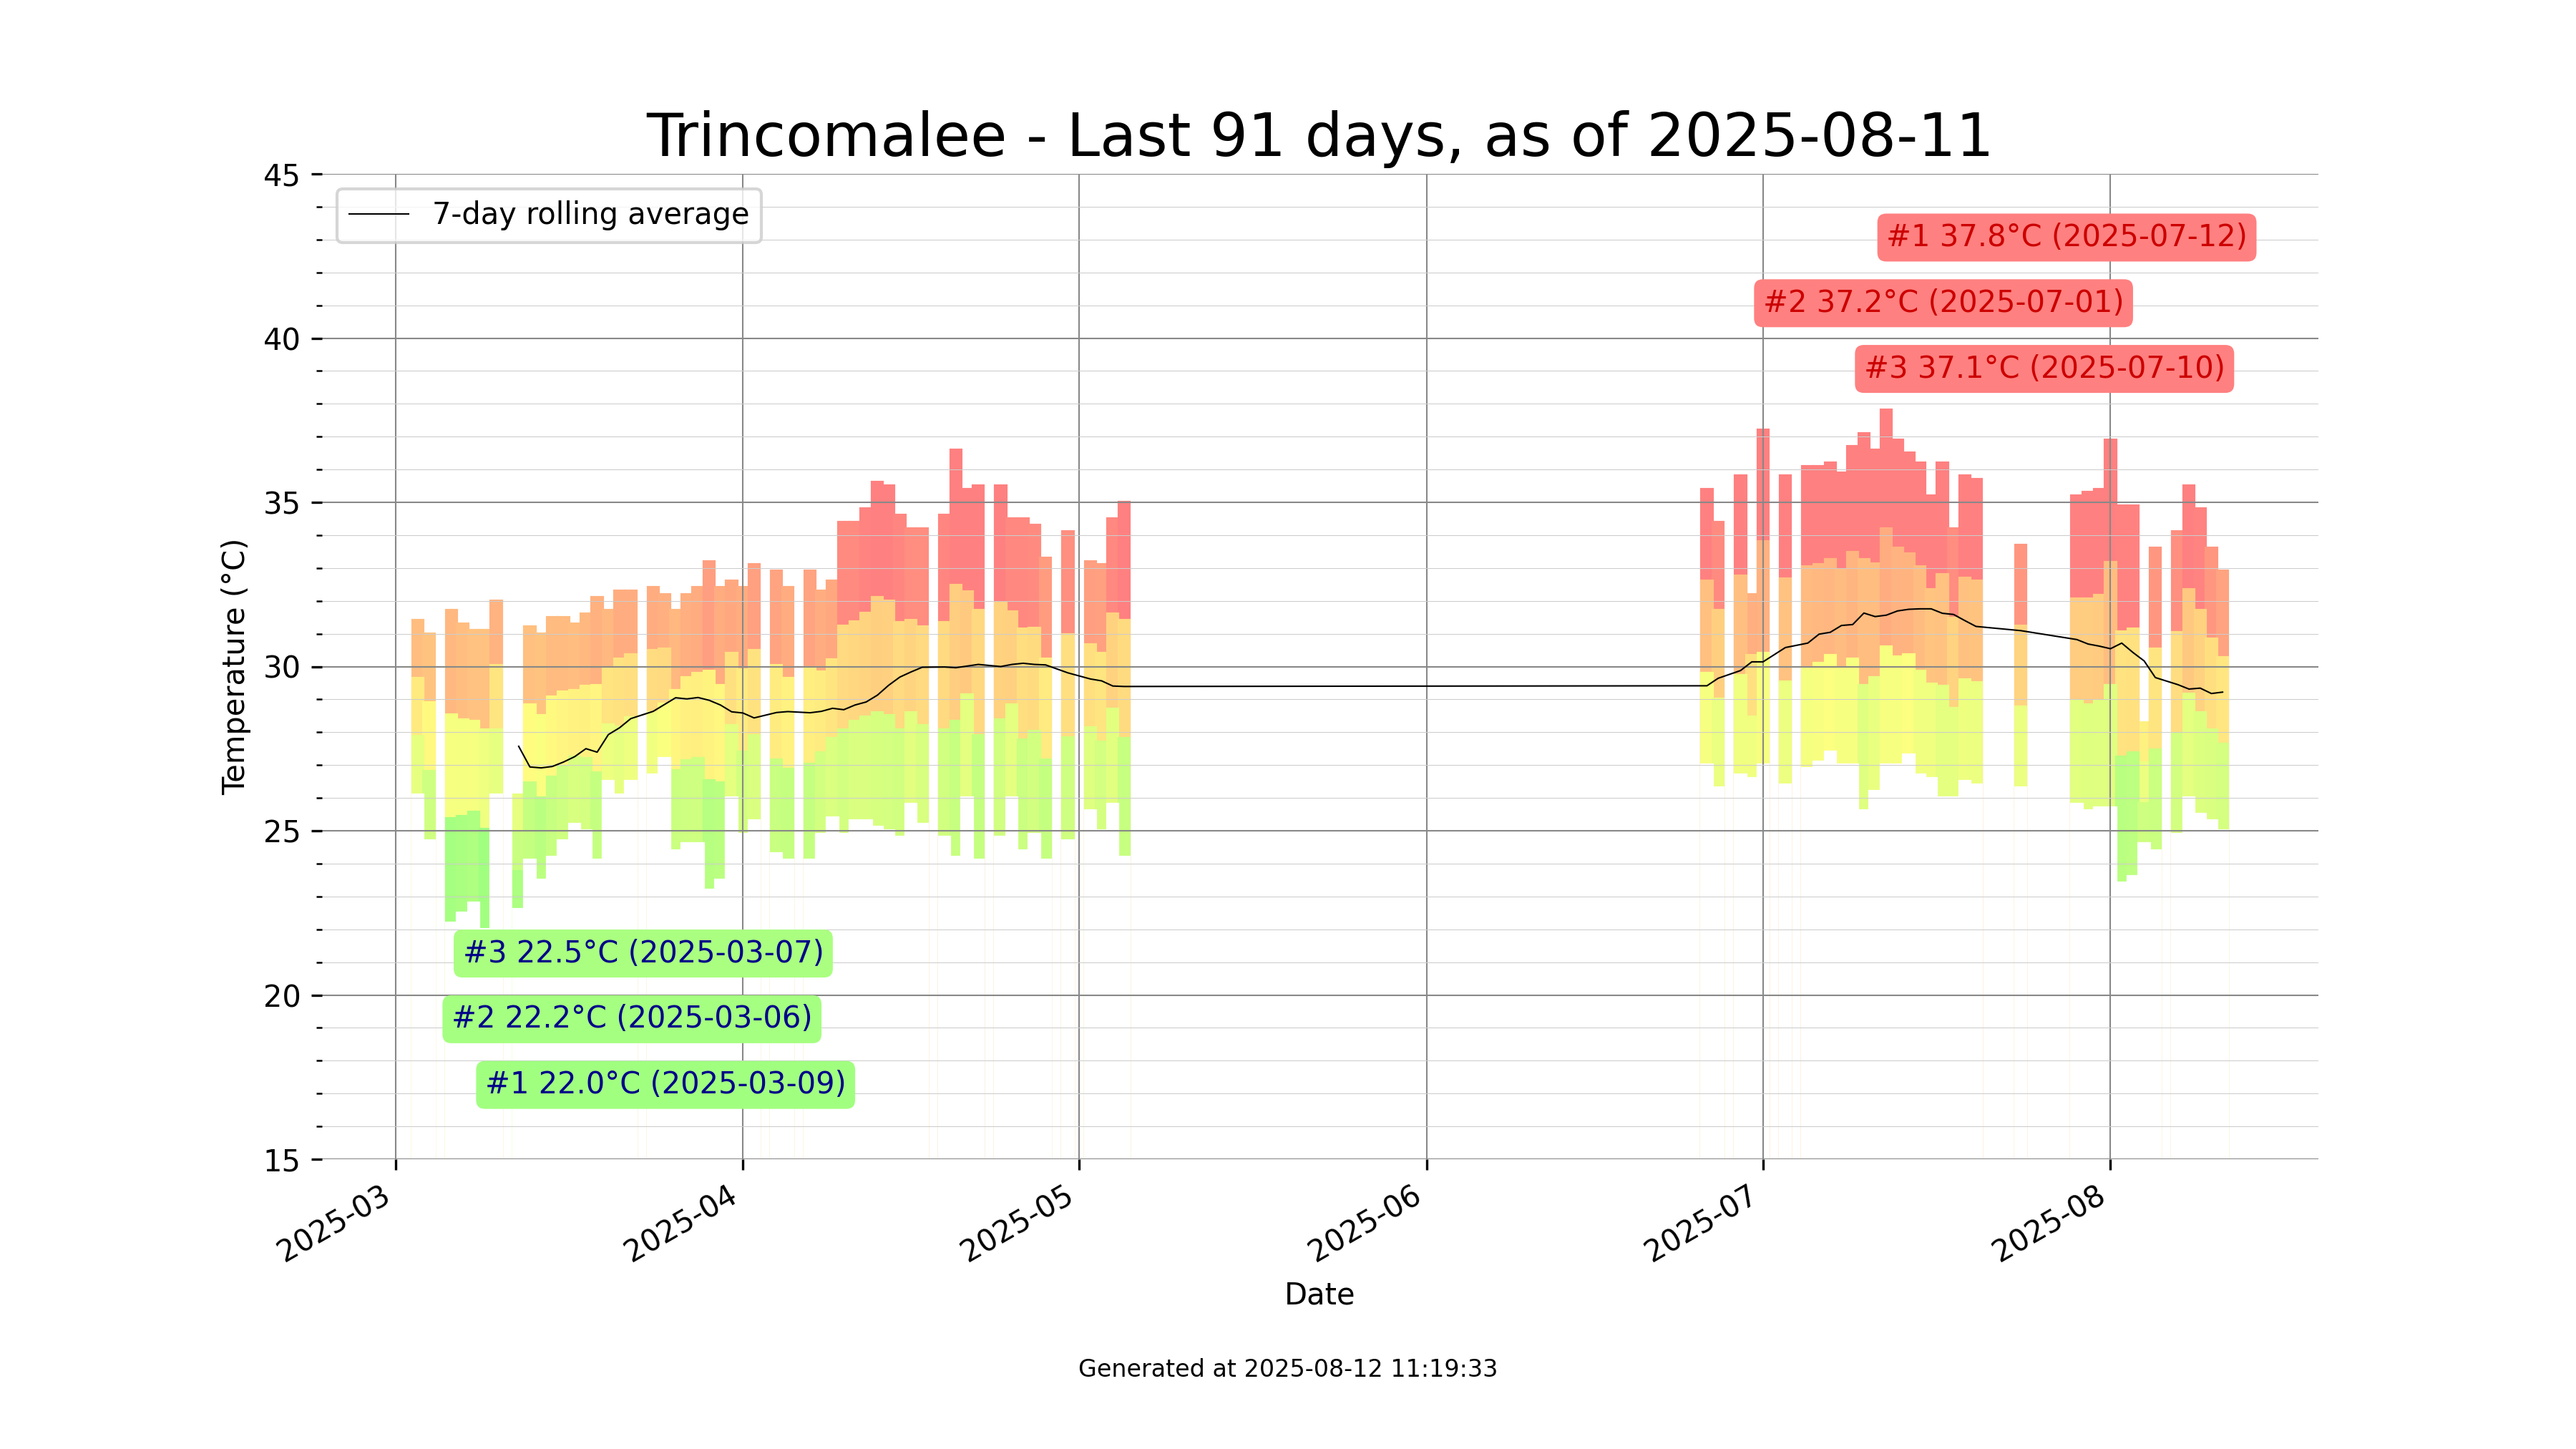 Trincomalee - Last 91 days, as of 2025-08-11
45
7-day rolling average
#1 37.8°C (2025-07-12)
#2 37.2°C (2025-07-01)
40
#3 37.1°C (2025-07-10)
35
Temperature (°C)
30
25
#3 22.5°C (2025-03-07)
20
#2 22.2°C (2025-03-06)
#1 22.0°C (2025-03-09)
15
2025-03
2025-04
2025-05
2025-06
2025-07
2025-08
Date
Generated at 2025-08-12 11:19:33